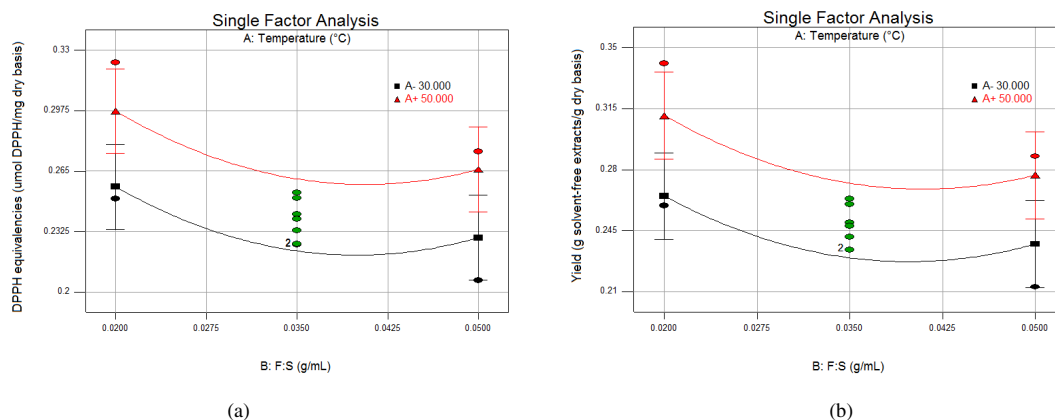 Single Factor Analysis
A: Temperature (°C)
DPPH equivalencies (umol DPPH/mg dry basis)
0.33
0.2975
0.265
0.2325
0.2
A- 30.000
A+ 50.000
2
0.0200
0.0275
0.0350
0.0425
0.0500
B: F:S (g/mL)
(a)
Single Factor Analysis
A: Temperature (°C)
Yield (g solvent-free extracts/g dry basis)
0.35
0.315
0.28
0.245
0.21
A- 30.000
A+ 50.000
2
0.0200
0.0275
0.0350
0.0425
0.0500
B: F:S (g/mL)
(b)